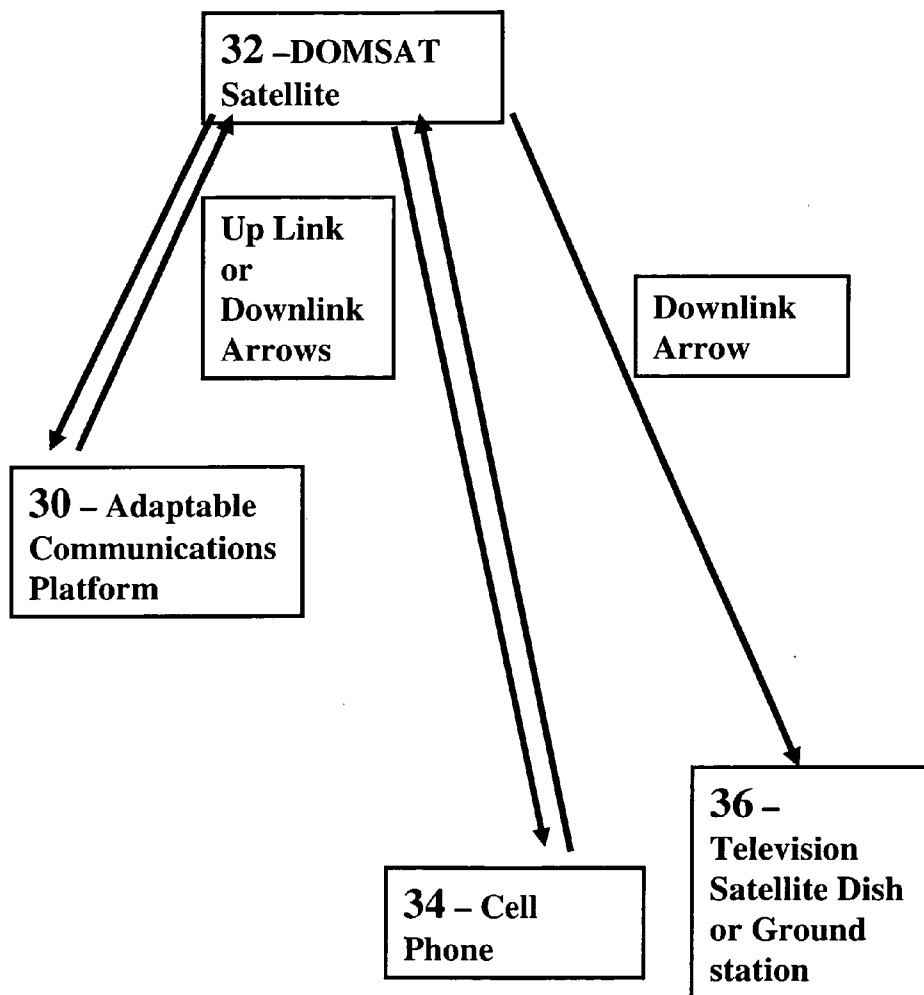 32 –DOMSAT
Satellite
Up Link
or
Downlink
Arrows
Downlink
Arrow
30 – Adaptable
Communications
Platform
34 – Cell
Phone
36 –
Television
Satellite Dish
or Ground
station